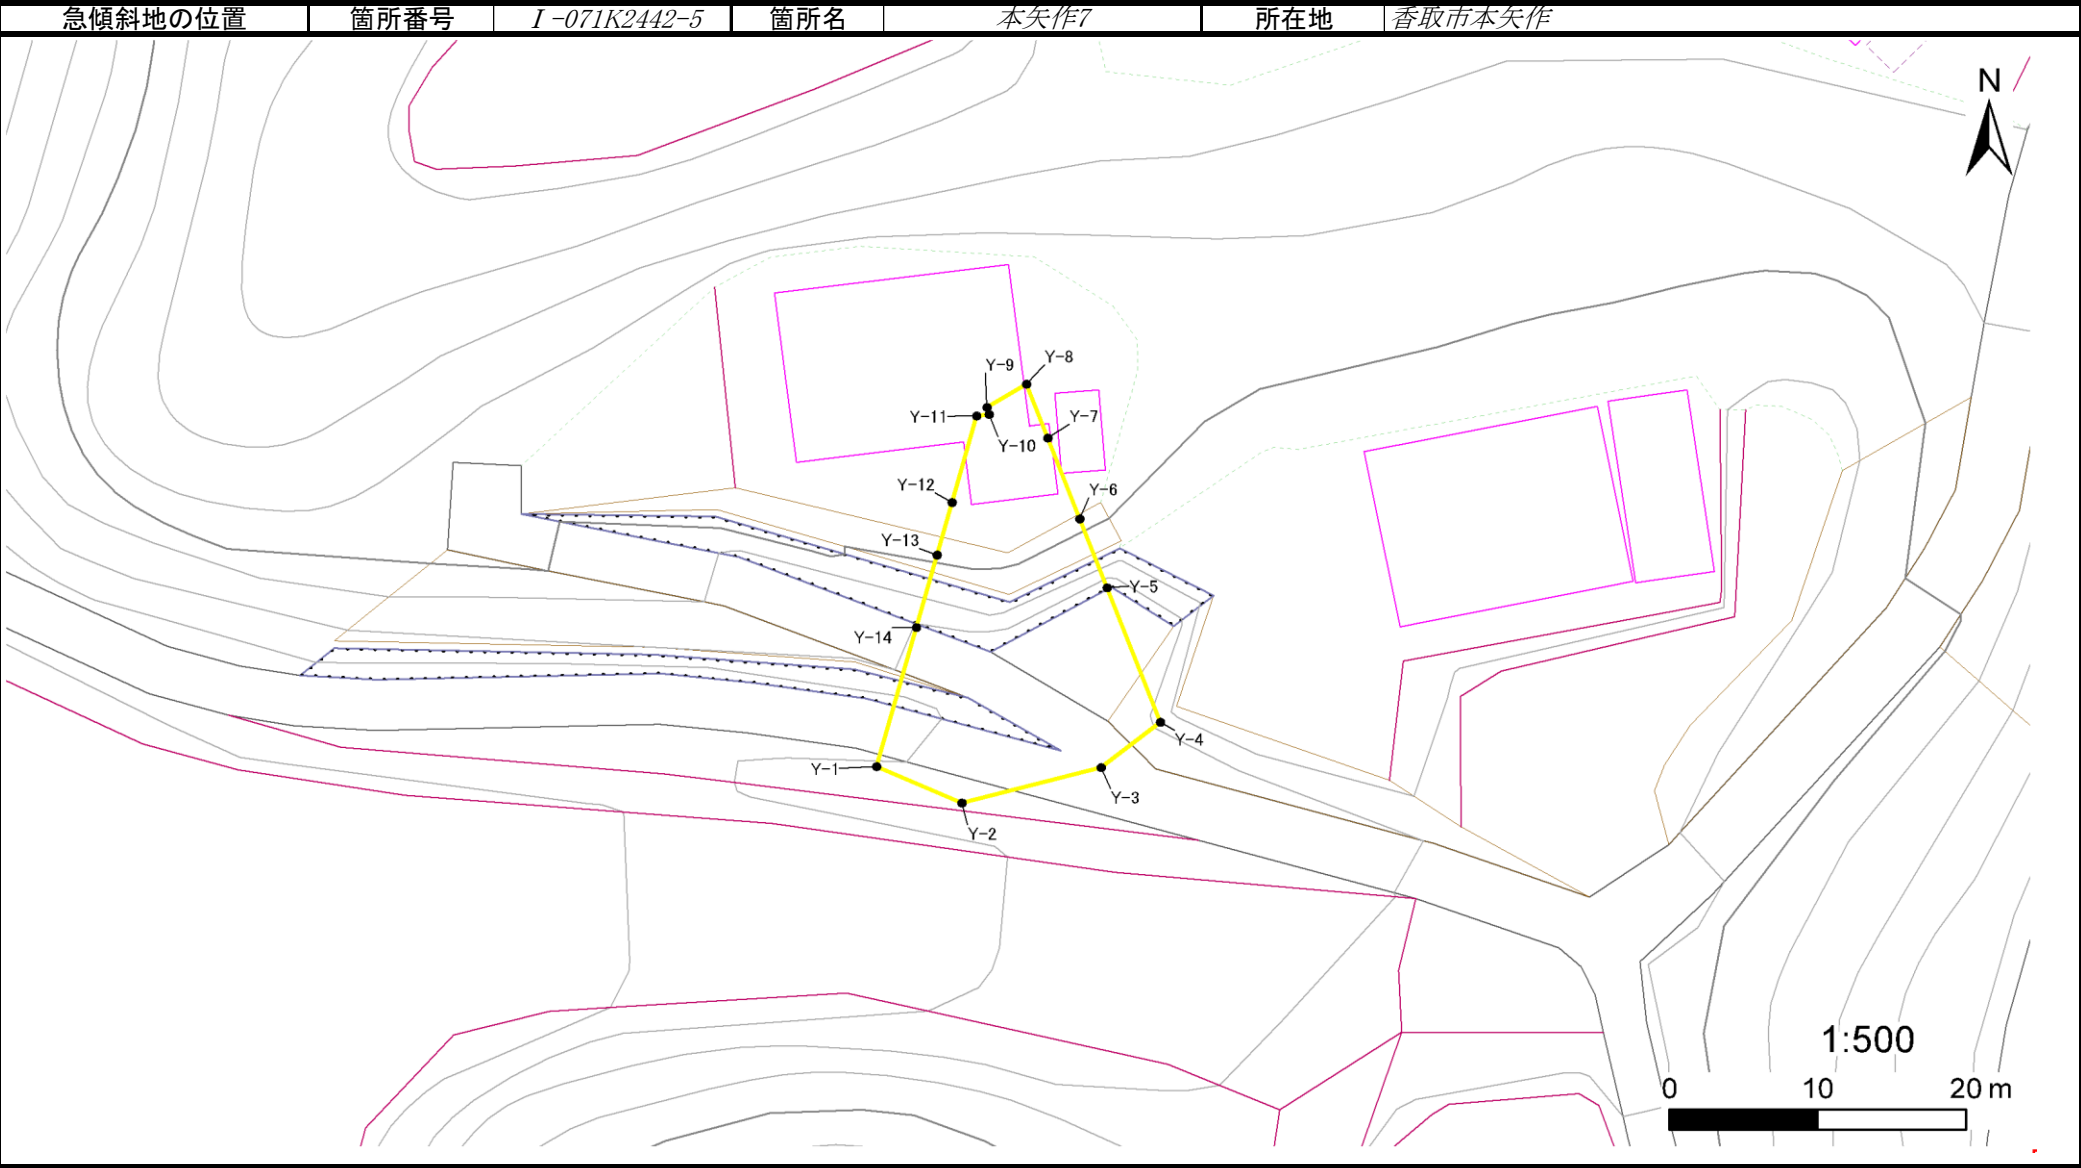 急傾斜地の位置 箇所番号 Ⅰ-071K2442-5 箇所名 本矢作7 所在地 香取市本矢作
N
Y-8
Y-9
Y-11
Y-7
Y-10
Y-12
Y-6
Y-13
Y-5
Y-14
Y-4
Y-1
Y-3
Y-2
1:500
0 10 20 m